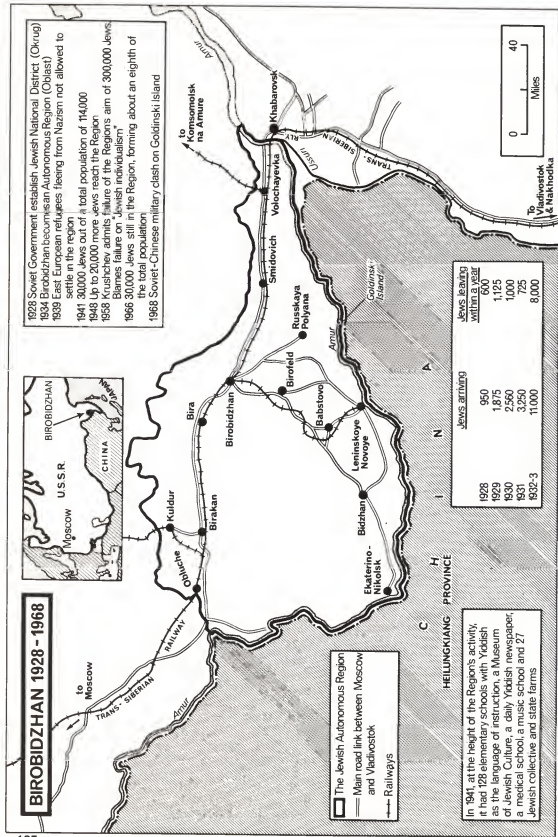 BIROBIDZHAN 1928-1968
1928 Soviet Government establish Jewish National District (Okrug)
1934 Birobidzhan becomes an Autonomous Region (Oblast)
1939 East European refugees fleeing from Nazism not allowed to
settle in the region
1941 30,000 Jews out of a total population of 114,000
1948 Up to 20,000 more Jews reach the Region
1958 Krushchev admits failure of the Region's aim of 300,000 Jews.
Blames failure on "Jewish individualism"
1966 30,000 Jews still in the Region, forming about an eighth of
the total population
1968 Soviet-Chinese military clash on Goldinski Island
Moscow
U.S.S.R.
BIROBIDZHAN
CHINA
JAPAN
to
Moscow
TRANS-SIBERIAN
RAILWAY
Amur
Obluche
Kuldur
Birakan
Bira
Birobidzhan
Smidovich
Volochayevka
to
Komsomolsk
na Amure
Amur
Khabarovsk
Ussuri
TRANS-
SIBERIAN
RLY.
Russkaya
Polyana
Birofeld
Babstovo
Leninskoye
Novoye
Bidzhan
Ekaterino-
Nikolsk
Amur
Goldinski
Island
CHINA
HEILUNGKIANG PROVINCE
To
Vladivostok
& Nakhodka
0 40
Miles
The Jewish Autonomous Region
Main road link between Moscow
and Vladivostok
Railways
In 1941, at the height of the Region's activity,
it had 128 elementary schools with Yiddish
as the language of instruction, a Museum
of Jewish Culture, a daily Yiddish newspaper,
a medical school, a music school and 27
Jewish collective and state farms
Jews arriving Jews leaving
within a year
1928 950 600
1929 1,875 1,125
1930 2,560 1,000
1931 3,250 725
1932-3 11,000 8,000